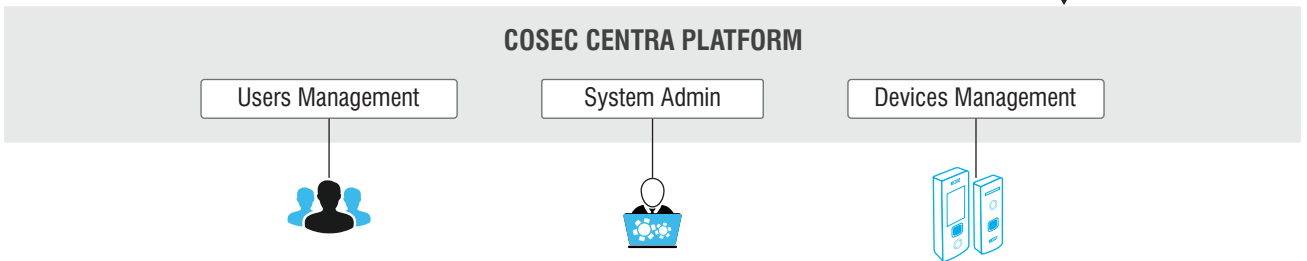 COSEC CENTRA PLATFORM
Users Management
System Admin
Devices Management